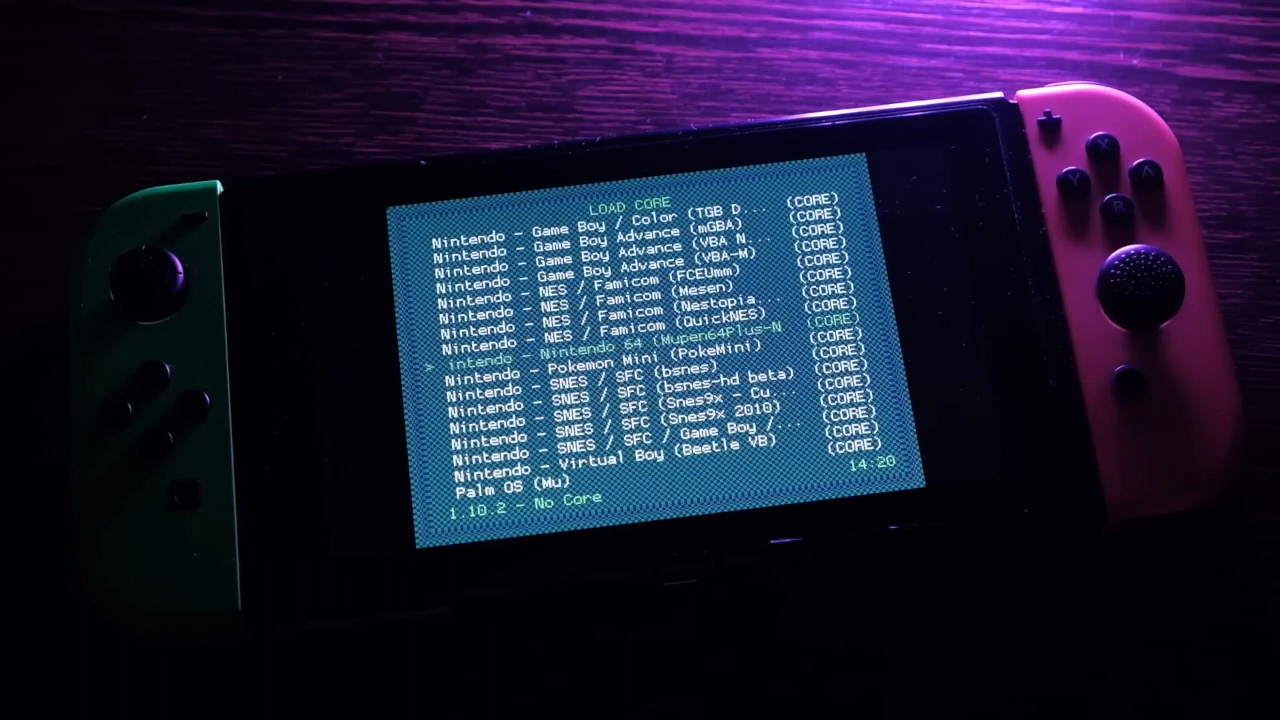 LOAD CORE
Nintendo - Game Boy / Color (TGB D... (CORE)
Nintendo - Game Boy Advance (mGBA) (CORE)
Nintendo - Game Boy Advance (VBA N... (CORE)
Nintendo - Game Boy Advance (VBA-M) (CORE)
Nintendo - NES / Famicom (FCEUmm) (CORE)
Nintendo - NES / Famicom (Mesen) (CORE)
Nintendo - NES / Famicom (Nestopia... (CORE)
Nintendo - NES / Famicom (QuickNES) (CORE)
> intendo - Nintendo 64 (Mupen64Plus-N (CORE)
Nintendo - Pokemon Mini (PokeMini) (CORE)
Nintendo - SNES / SFC (bsnes) (CORE)
Nintendo - SNES / SFC (bsnes-hd beta) (CORE)
Nintendo - SNES / SFC (Snes9x - Cu... (CORE)
Nintendo - SNES / SFC (Snes9x 2010) (CORE)
Nintendo - SNES / SFC / Game Boy /... (CORE)
Nintendo - Virtual Boy (Beetle VB) (CORE)
Palm OS (Mu) (CORE)
1.10.2 - No Core 14:20
X
Y
A
B